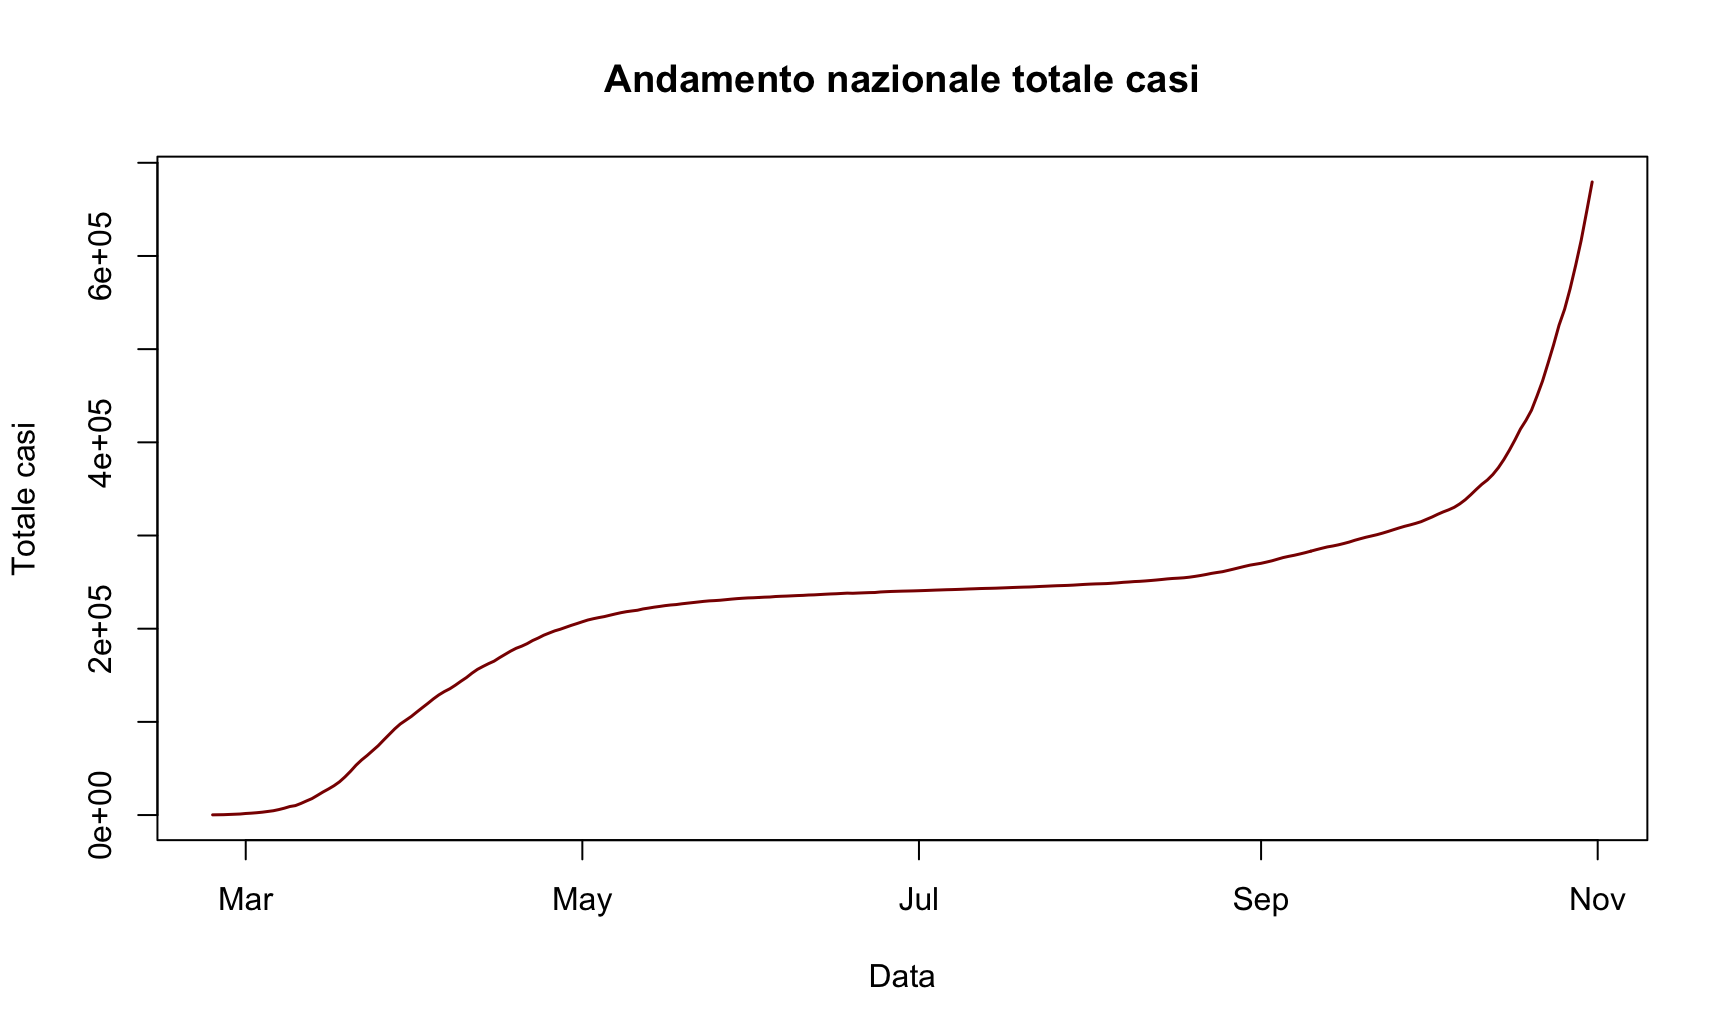 Andamento nazionale totale casi
Totale casi
6e+05
4e+05
2e+05
0e+00
Mar May Jul Sep Nov
Data